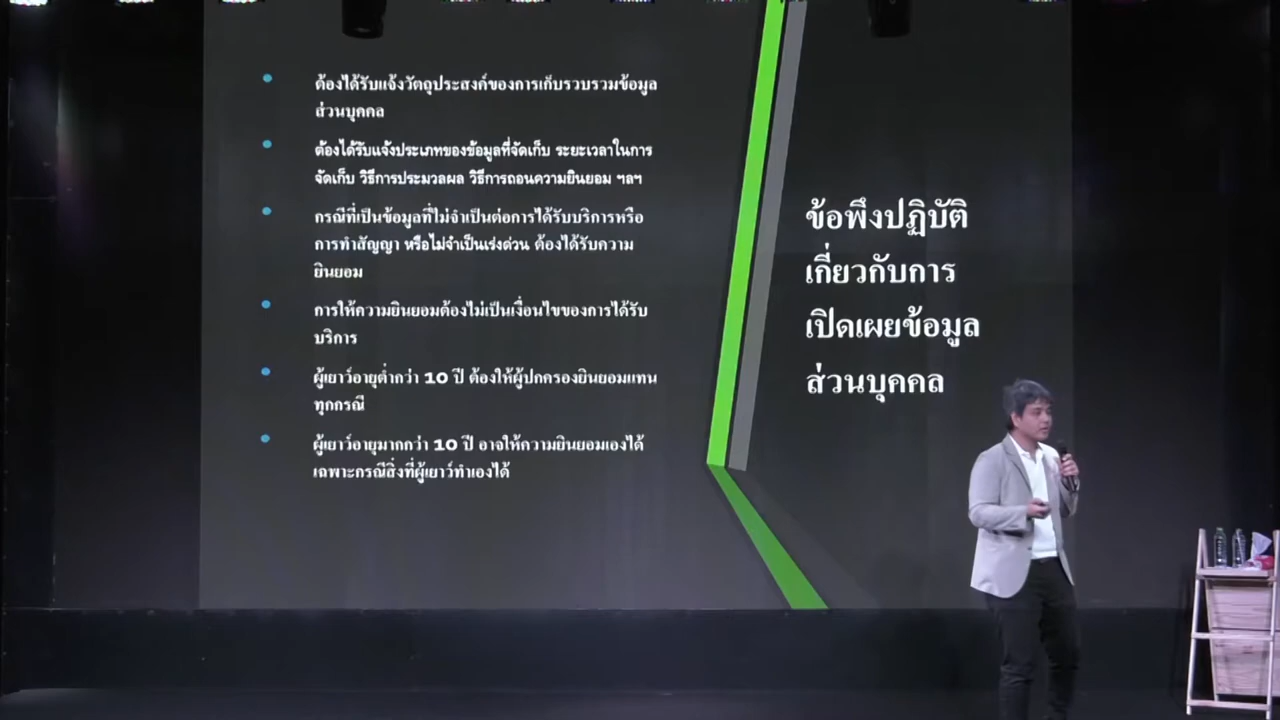 ต้องได้รับแจ้งวัตถุประสงค์ของการเก็บรวบรวมข้อมูล
ส่วนบุคคล
ต้องได้รับแจ้งประเภทของข้อมูลที่จัดเก็บ ระยะเวลาในการ
จัดเก็บ วิธีการประมวลผล วิธีการถอนความยินยอม ฯลฯ
กรณีที่เป็นข้อมูลที่ไม่จำเป็นต่อการได้รับบริการหรือ
การทำสัญญา หรือไม่จำเป็นเร่งด่วน ต้องได้รับความ
ยินยอม
การให้ความยินยอมต้องไม่เป็นเงื่อนไขของการได้รับ
บริการ
ผู้เยาว์อายุต่ำกว่า 10 ปี ต้องให้ผู้ปกครองยินยอมแทน
ทุกกรณี
ผู้เยาว์อายุมากกว่า 10 ปี อาจให้ความยินยอมเองได้
เฉพาะกรณีสิ่งที่ผู้เยาว์ทำเองได้
ข้อพึงปฏิบัติ
เกี่ยวกับการ
เปิดเผยข้อมูล
ส่วนบุคคล